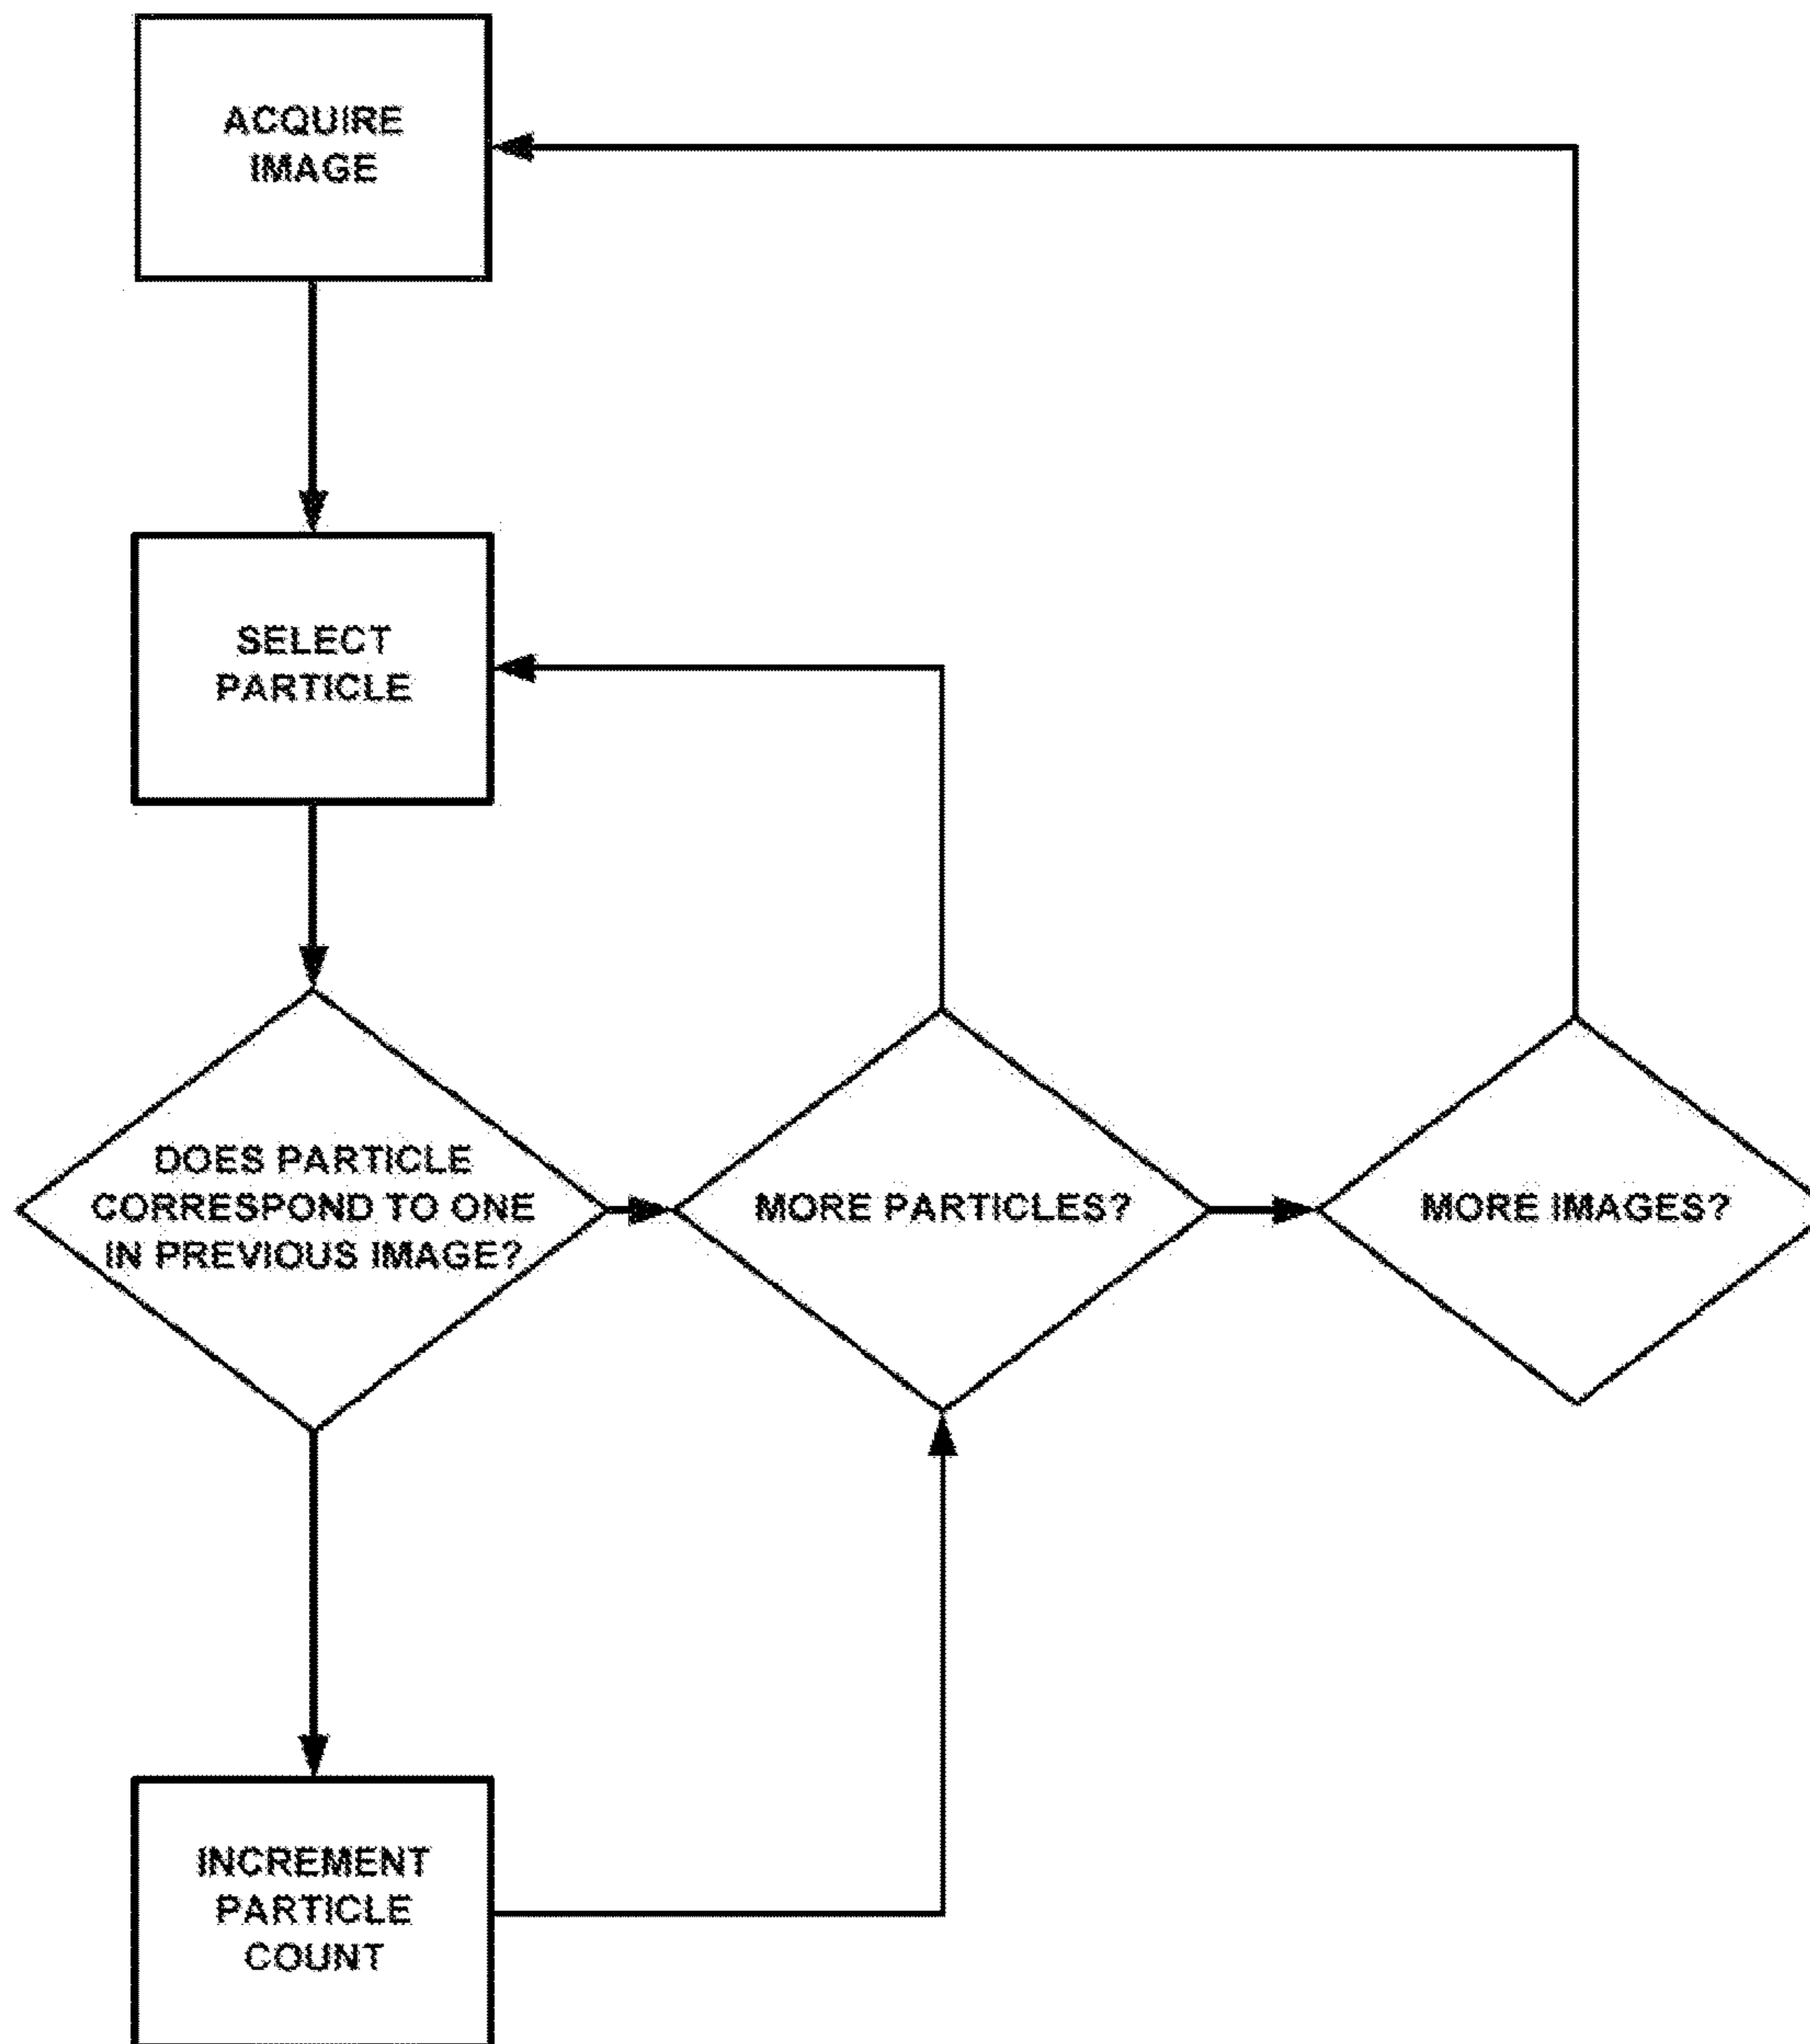 ACQUIRE
IMAGE
SELECT
PARTICLE
DOES PARTICLE
CORRESPOND TO ONE
IN PREVIOUS IMAGE?
MORE PARTICLES?
MORE IMAGES?
INCREMENT
PARTICLE
COUNT